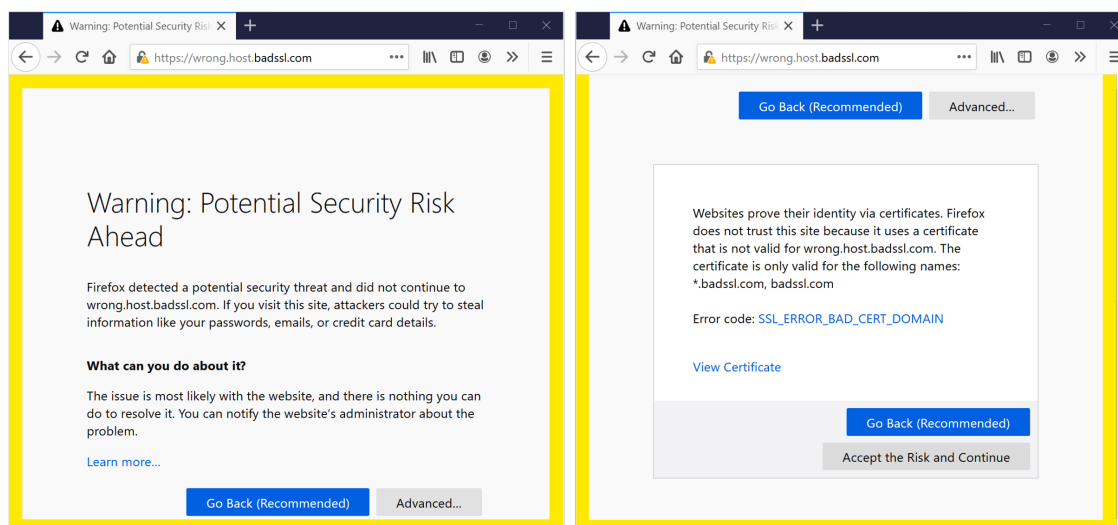 Warning: Potential Security Ris
https://wrong.host.badssl.com
Warning: Potential Security Risk
Ahead
Firefox detected a potential security threat and did not continue to
wrong.host.badssl.com. If you visit this site, attackers could try to steal
information like your passwords, emails, or credit card details.
What can you do about it?
The issue is most likely with the website, and there is nothing you can
do to resolve it. You can notify the website's administrator about the
problem.
Learn more...
Go Back (Recommended) Advanced...
Warning: Potential Security Risk
https://wrong.host.badssl.com
Go Back (Recommended) Advanced...
Websites prove their identity via certificates. Firefox
does not trust this site because it uses a certificate
that is not valid for wrong.host.badssl.com. The
certificate is only valid for the following names:
*.badssl.com, badssl.com
Error code: SSL_ERROR_BAD_CERT_DOMAIN
View Certificate
Go Back (Recommended)
Accept the Risk and Continue